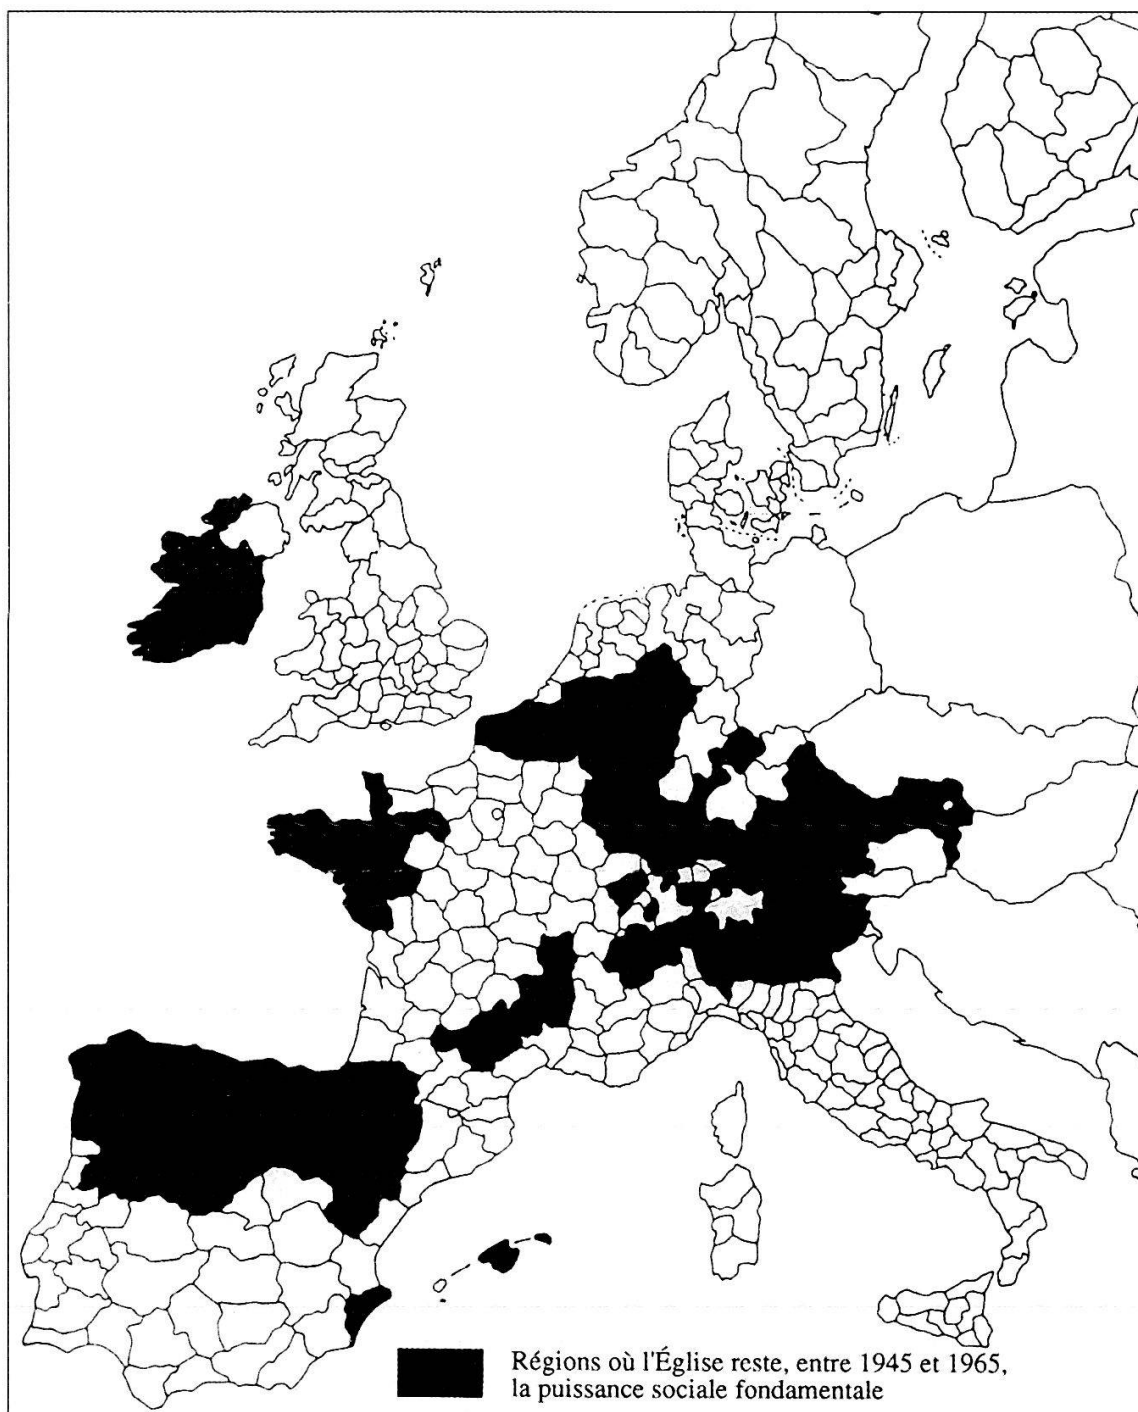 Régions où l'Église reste, entre 1945 et 1965,
la puissance sociale fondamentale